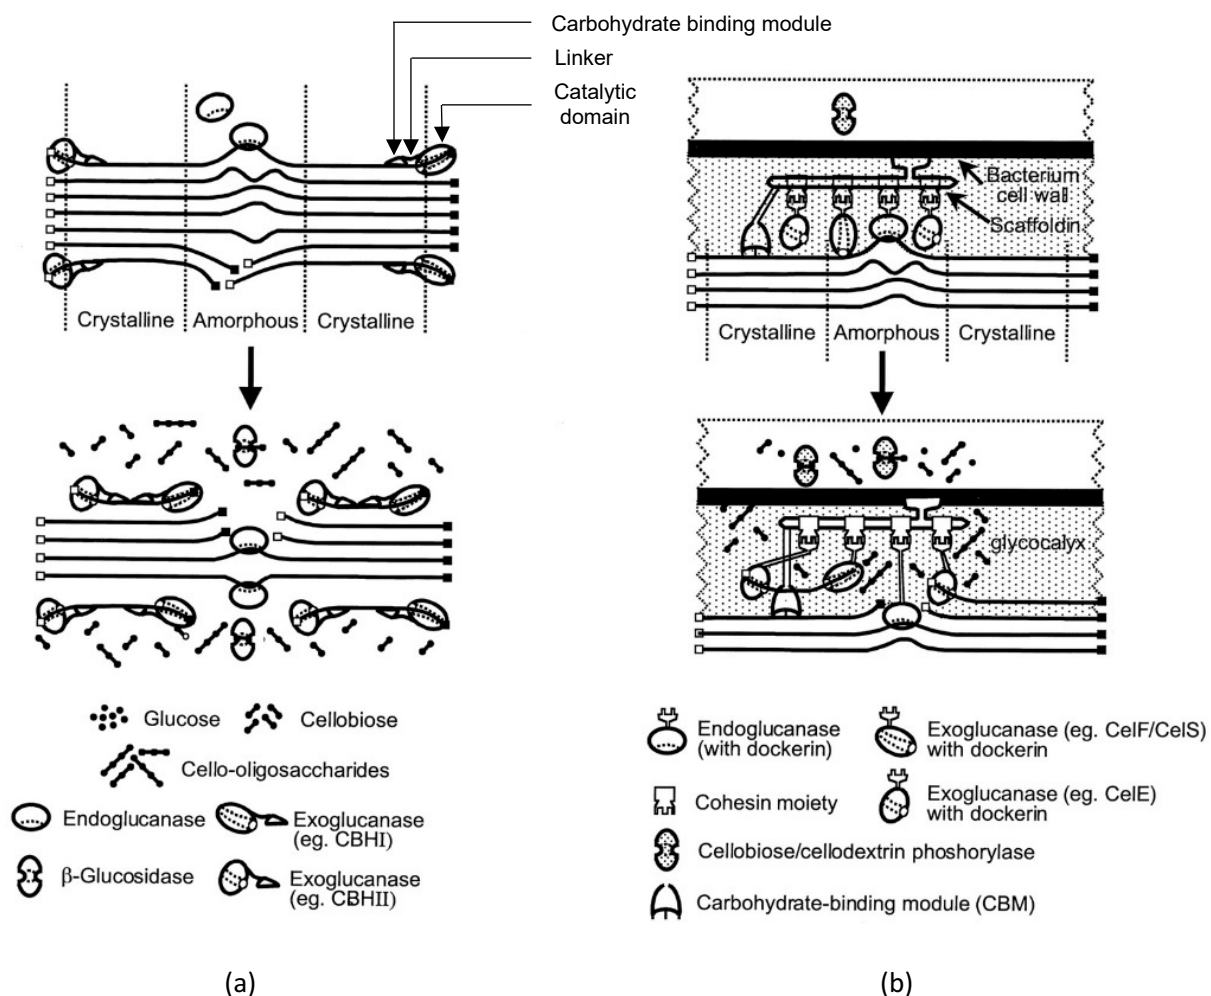 Carbohydrate binding module
Linker
Catalytic
domain
Crystalline
Amorphous
Crystalline
Glucose
Cellobiose
Cello-oligosaccharides
Endoglucanase
Exoglucanase
(eg. CBHI)
β-Glucosidase
Exoglucanase
(eg. CBHII)
(a)
Bacterium
cell wall
Scaffoldin
Crystalline
Amorphous
Crystalline
glycocalyx
Endoglucanase
(with dockerin)
Exoglucanase (eg. CelF/CelS)
with dockerin
Cohesin moiety
Exoglucanase (eg. CelE)
with dockerin
Cellobiose/cellodextrin phoshorylase
Carbohydrate-binding module (CBM)
(b)